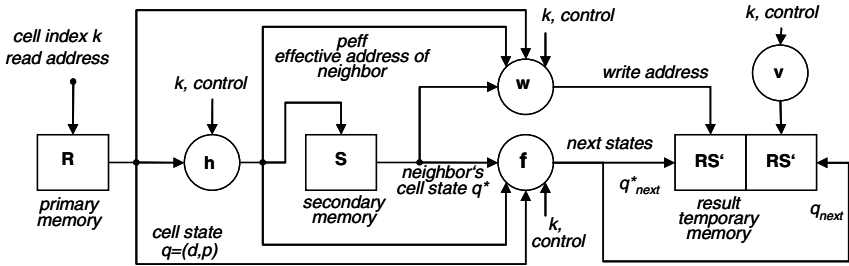 cell index k
read address
R
primary
memory
k, control
h
cell state
q=(d,p)
peff
effective address of
neighbor
S
secondary
memory
neighbor's
cell state q*
k, control
w
write address
f
k,
control
next states
q*next
k, control
v
RS'
RS'
result
temporary
memory
qnext